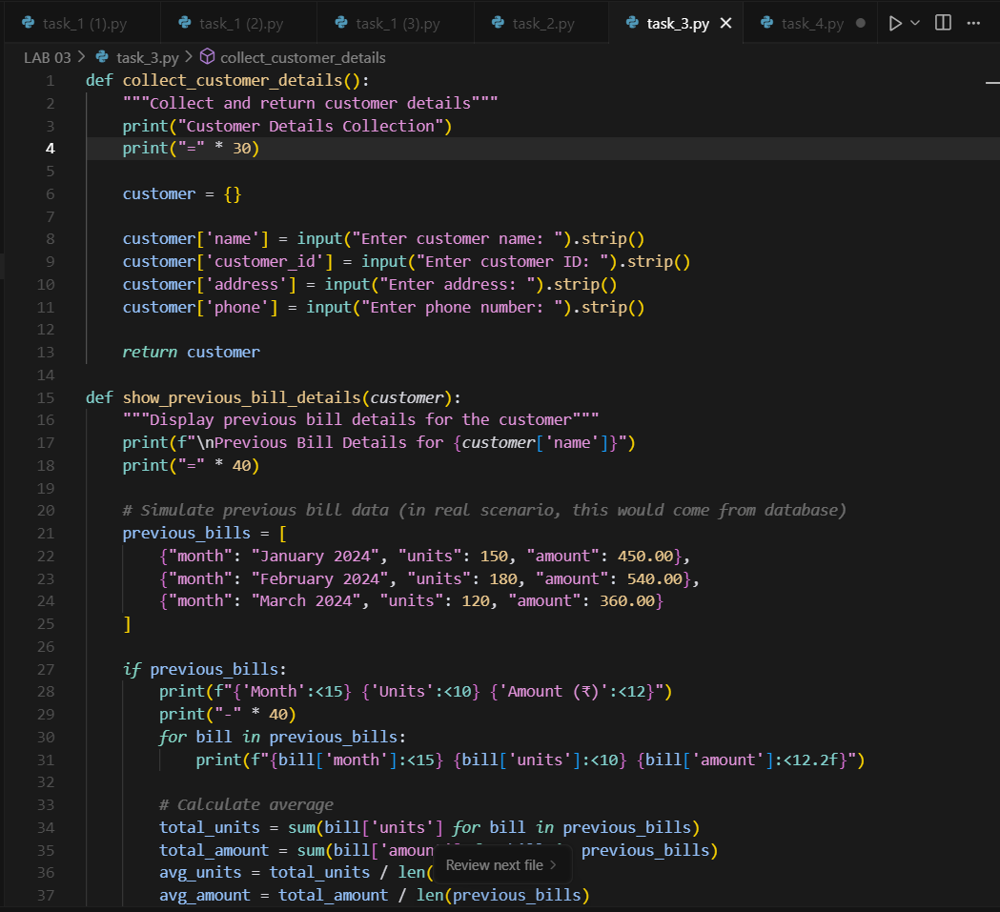 task_1 (1).py task_1 (2).py task_1 (3).py task_2.py task_3.py task_4.py
LAB 03 > task_3.py > collect_customer_details
1 def collect_customer_details():
2     """Collect and return customer details"""
3     print("Customer Details Collection")
4     print("=" * 30)
5
6     customer = {}
7
8     customer['name'] = input("Enter customer name: ").strip()
9     customer['customer_id'] = input("Enter customer ID: ").strip()
10     customer['address'] = input("Enter address: ").strip()
11     customer['phone'] = input("Enter phone number: ").strip()
12
13     return customer
14
15 def show_previous_bill_details(customer):
16     """Display previous bill details for the customer"""
17     print(f"\nPrevious Bill Details for {customer['name']}")
18     print("=" * 40)
19
20     # Simulate previous bill data (in real scenario, this would come from database)
21     previous_bills = [
22         {"month": "January 2024", "units": 150, "amount": 450.00},
23         {"month": "February 2024", "units": 180, "amount": 540.00},
24         {"month": "March 2024", "units": 120, "amount": 360.00}
25     ]
26
27     if previous_bills:
28         print(f"{'Month':<15} {'Units':<10} {'Amount (₹)':<12}")
29         print("-" * 40)
30         for bill in previous_bills:
31             print(f"{bill['month']:<15} {bill['units']:<10} {bill['amount']:<12.2f}")
32
33         # Calculate average
34         total_units = sum(bill['units'] for bill in previous_bills)
35         total_amount = sum(bill['amoun previous_bills)
36         avg_units = total_units / len(
37         avg_amount = total_amount / len(previous_bills)
Review next file >